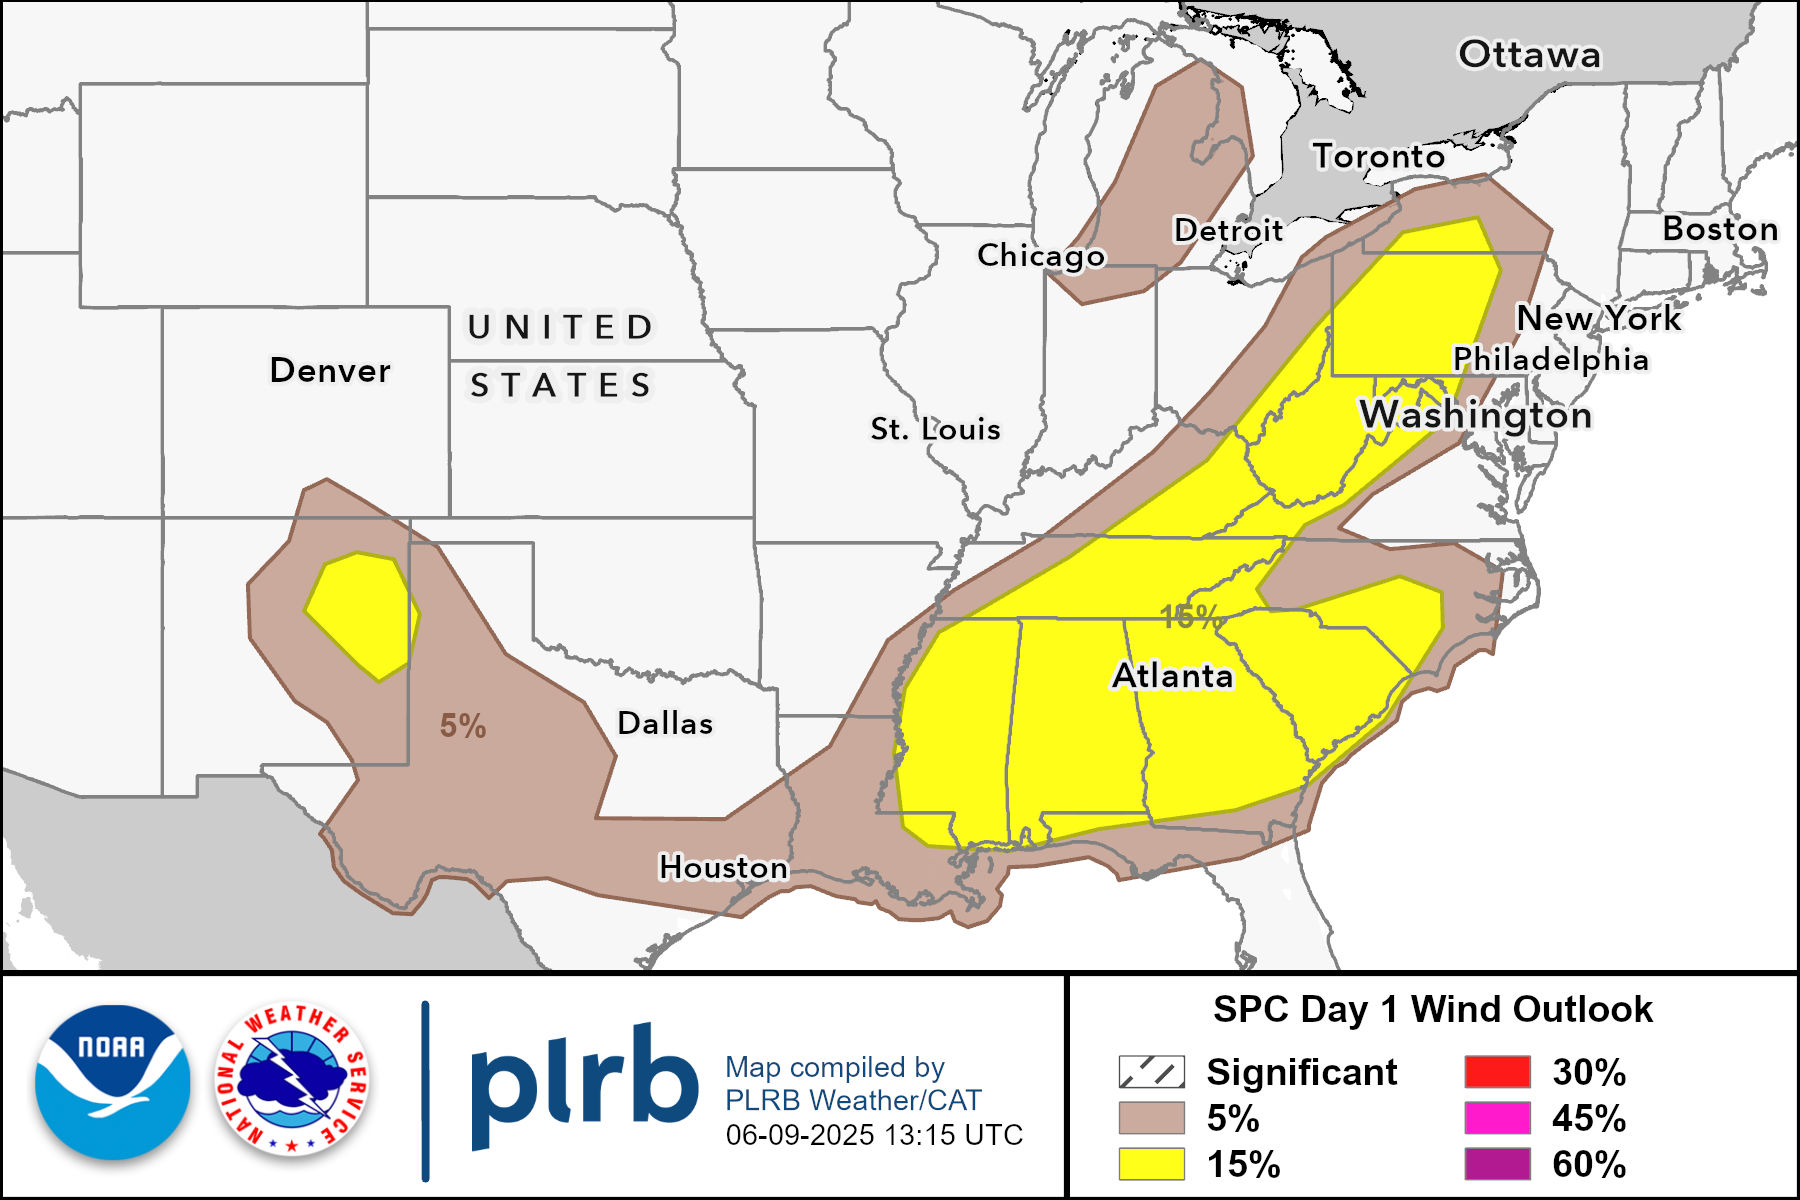 Ottawa
Toronto
Boston
Detroit
Chicago
New York
UNITED
Philadelphia
Denver
STATES
Washington
St. Louis
15%
Atlanta
5%
Dallas
Houston
NOAA
NATIONAL WEATHER SERVICE
plrb
Map compiled by
PLRB Weather/CAT
06-09-2025 13:15 UTC
SPC Day 1 Wind Outlook
Significant
5%
15%
30%
45%
60%